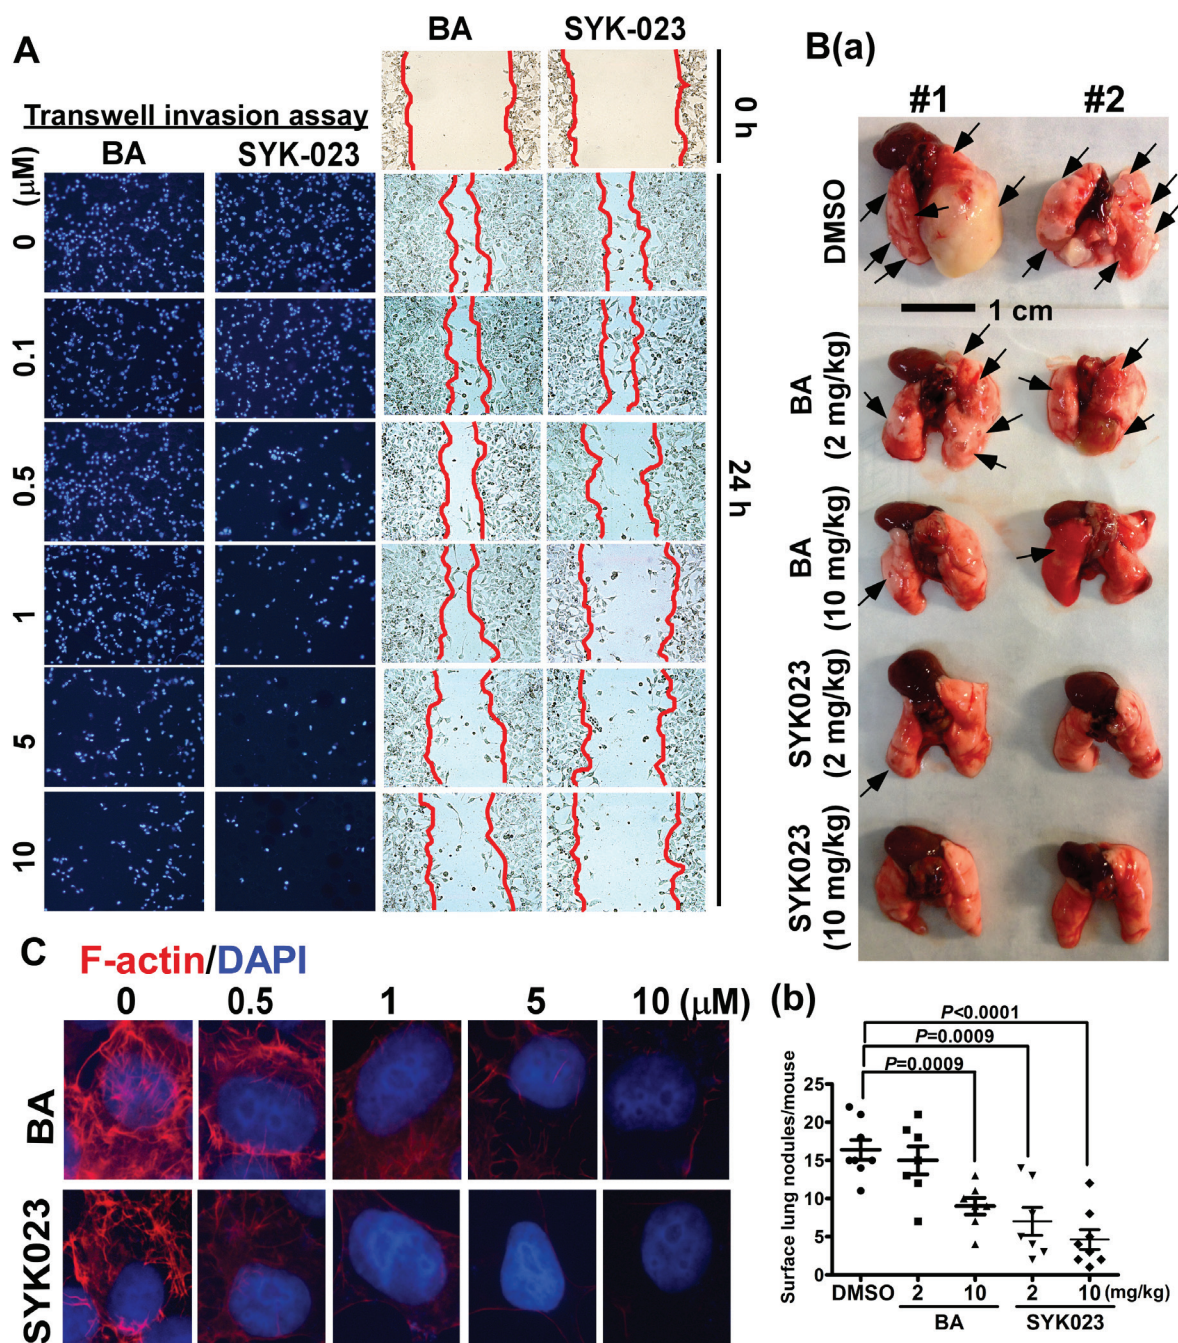 A
BA SYK-023
0 h
Transwell invasion assay
BA SYK-023
(μM)
0
0.1
0.5
1
5
10
24 h
B(a)
#1 #2
DMSO
1 cm
BA
(2 mg/kg)
BA
(10 mg/kg)
SYK023
(2 mg/kg)
SYK023
(10 mg/kg)
C
F-actin/DAPI
0 0.5 1 5 10 (μM)
BA
SYK023
(b)
P<0.0001
P=0.0009
P=0.0009
Surface lung nodules/mouse
25
20
15
10
5
0
DMSO 2 10 2 10 (mg/kg)
BA SYK023